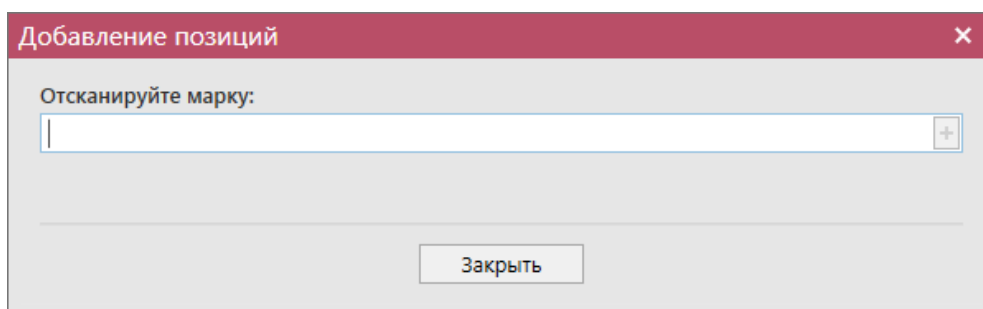 Добавление позиций
Отсканируйте марку:
Закрыть